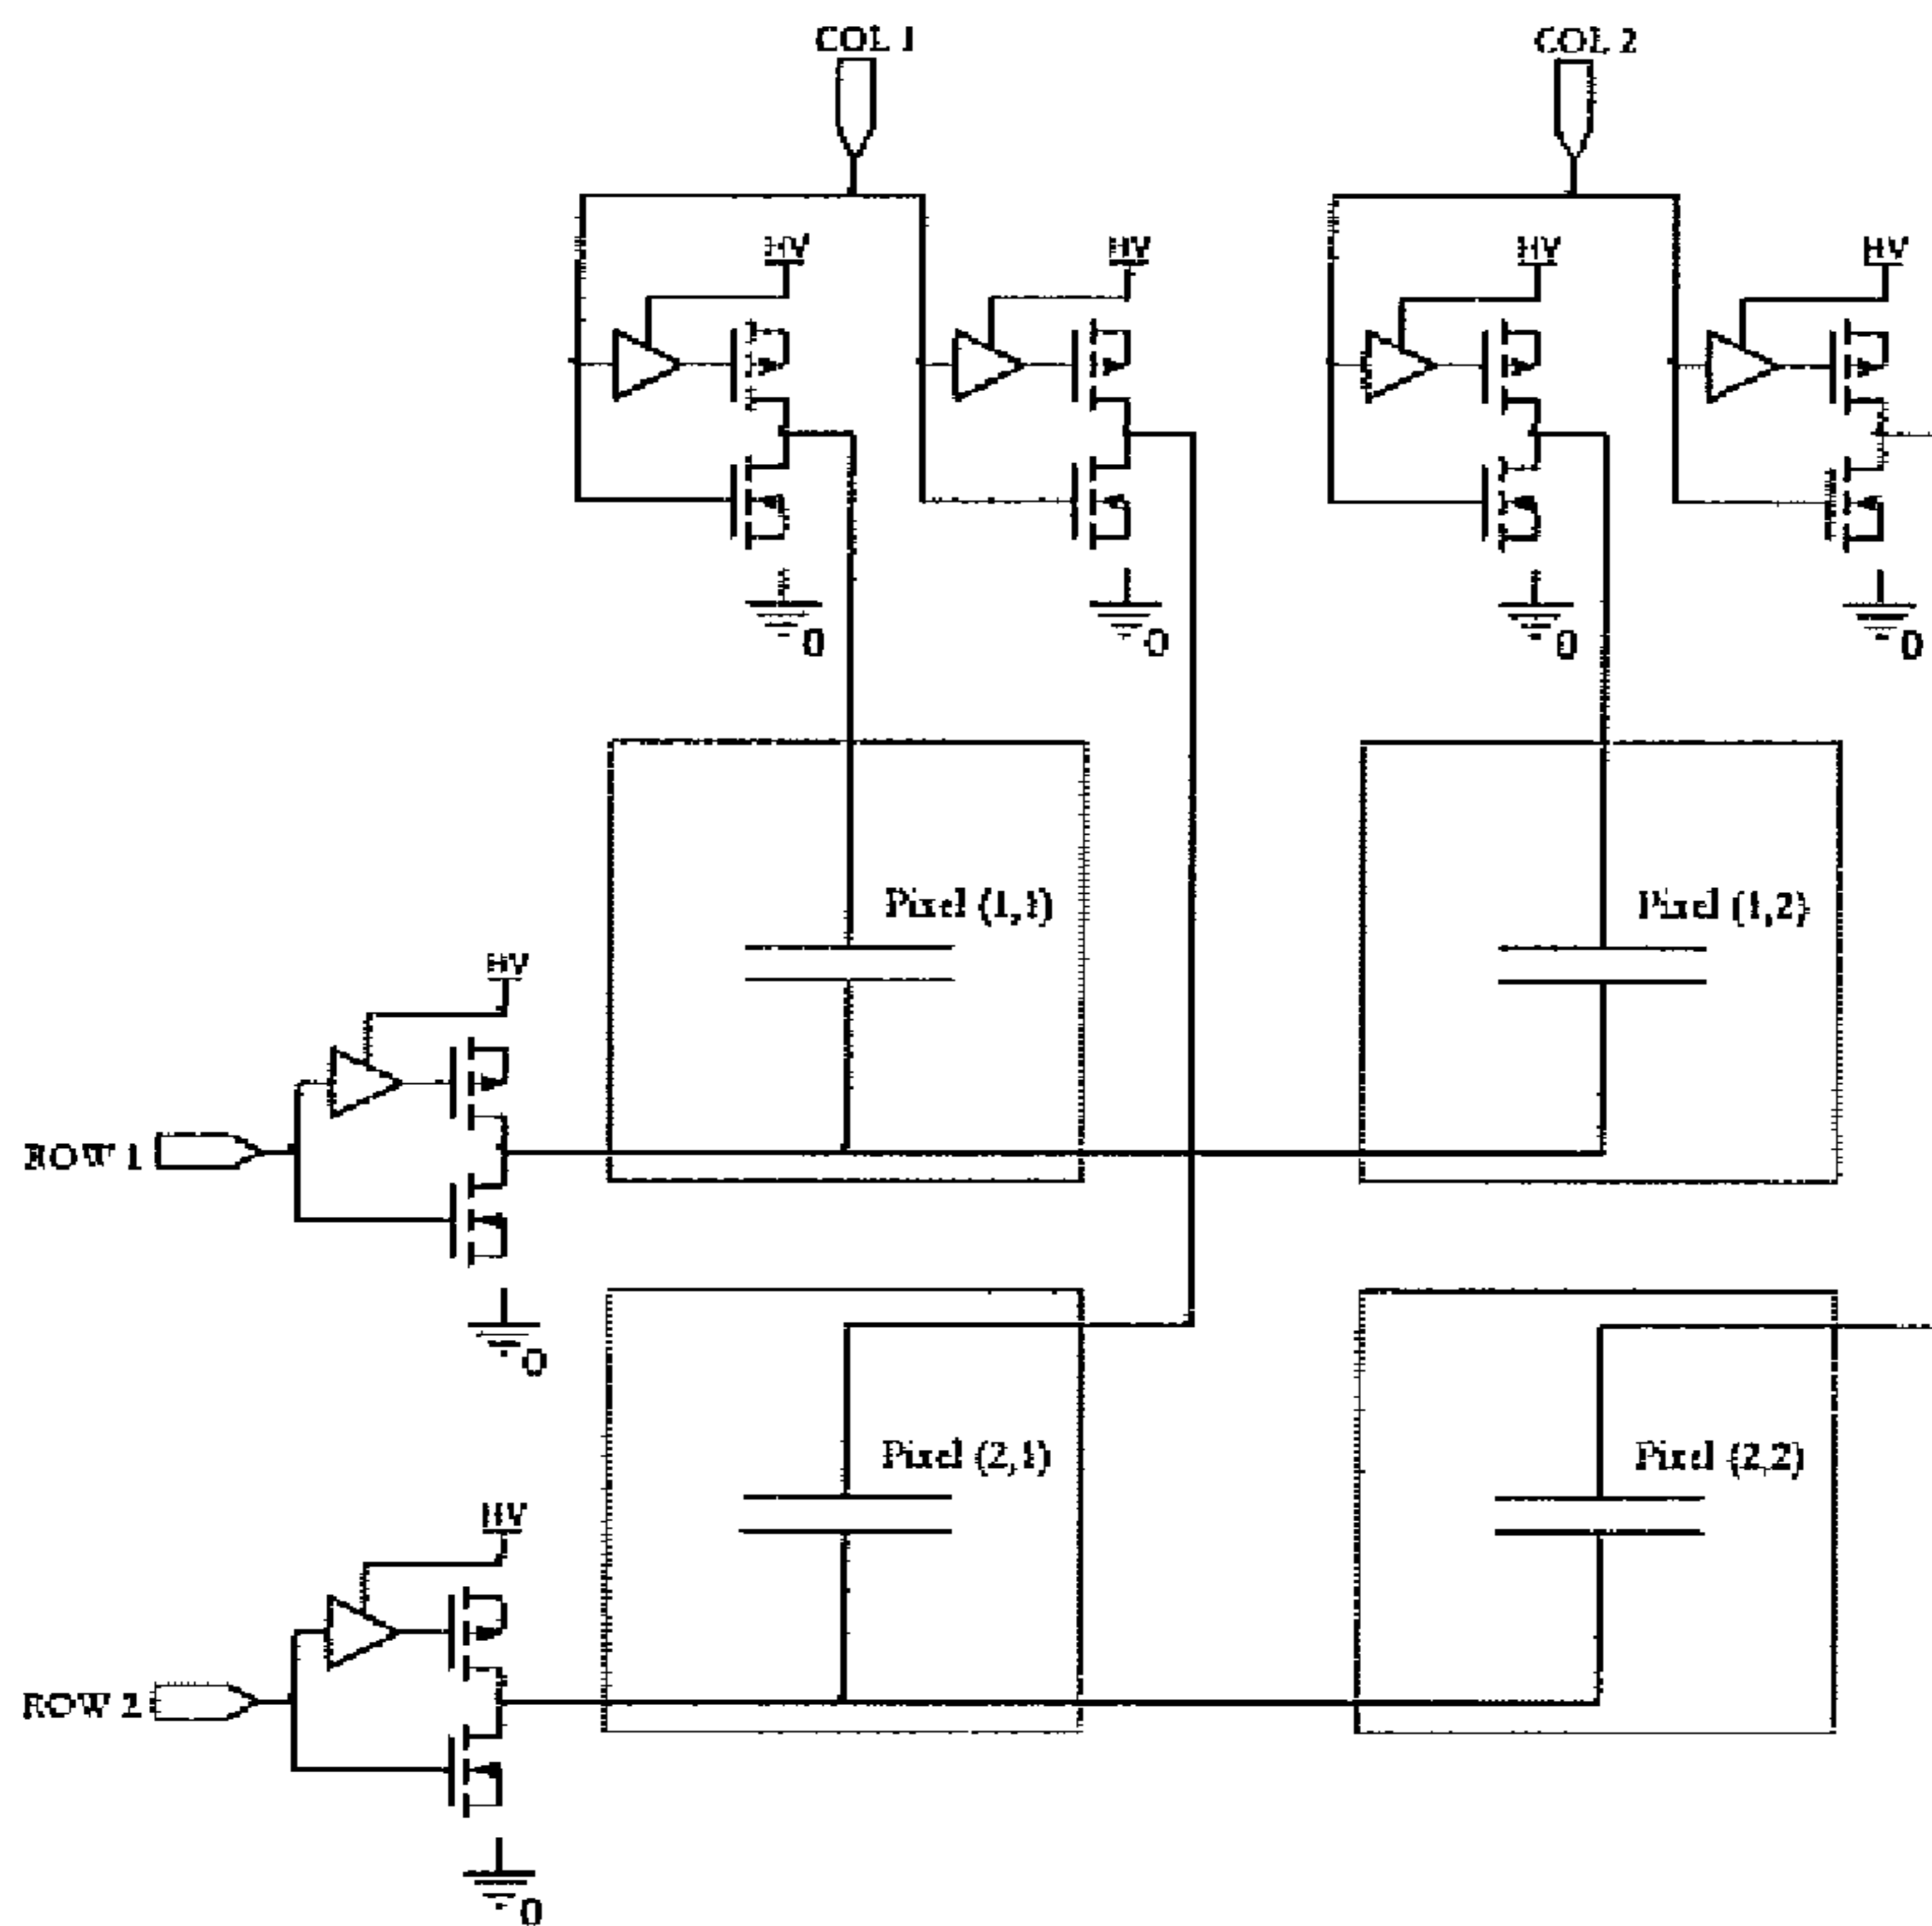 COL 1 COL 2
HV HV HV HV
0 0 0 0
Pixel (1,1) Pixel (1,2)
HV
ROW 1
0
Pixel (2,1) Pixel (2,2)
HV
ROW 2
0